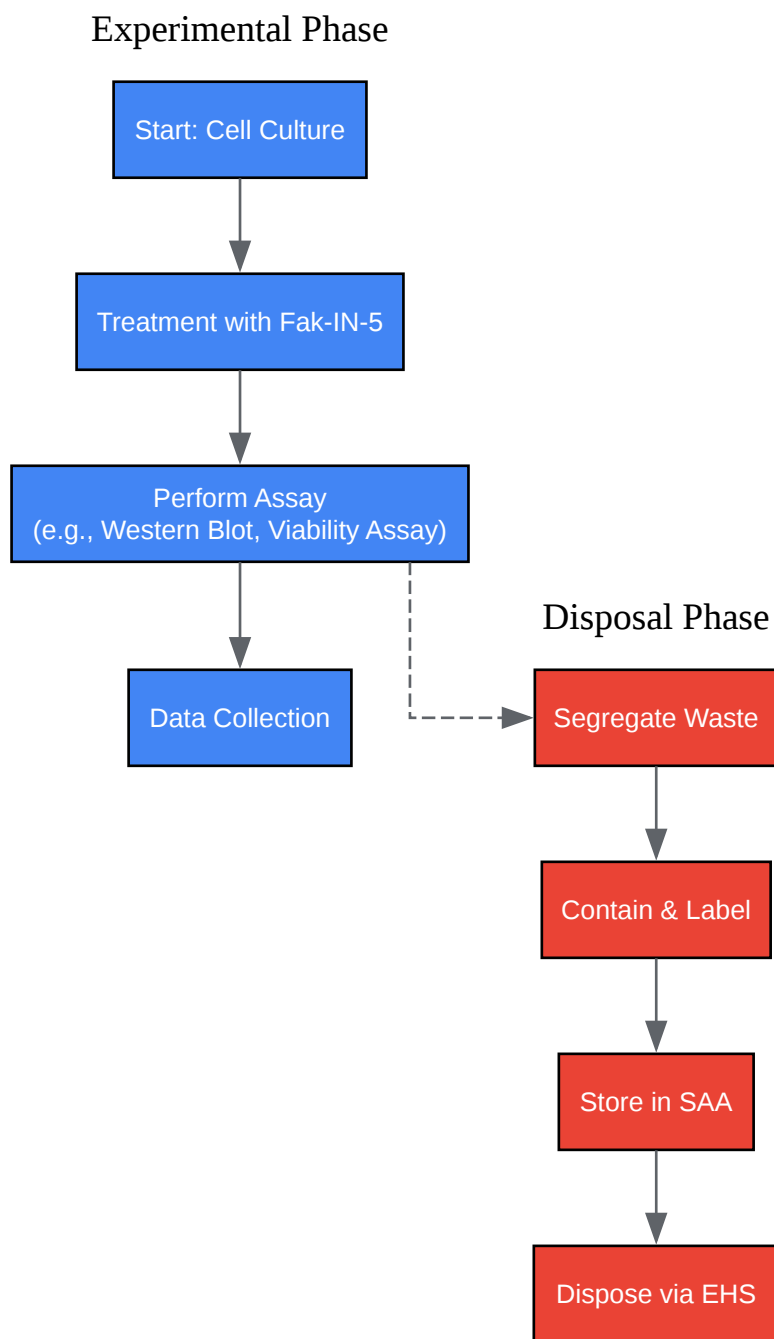 Experimental Phase
Start: Cell Culture
Treatment with Fak-IN-5
Perform Assay
(e.g., Western Blot, Viability Assay)
Data Collection
Disposal Phase
Segregate Waste
Contain & Label
Store in SAA
Dispose via EHS